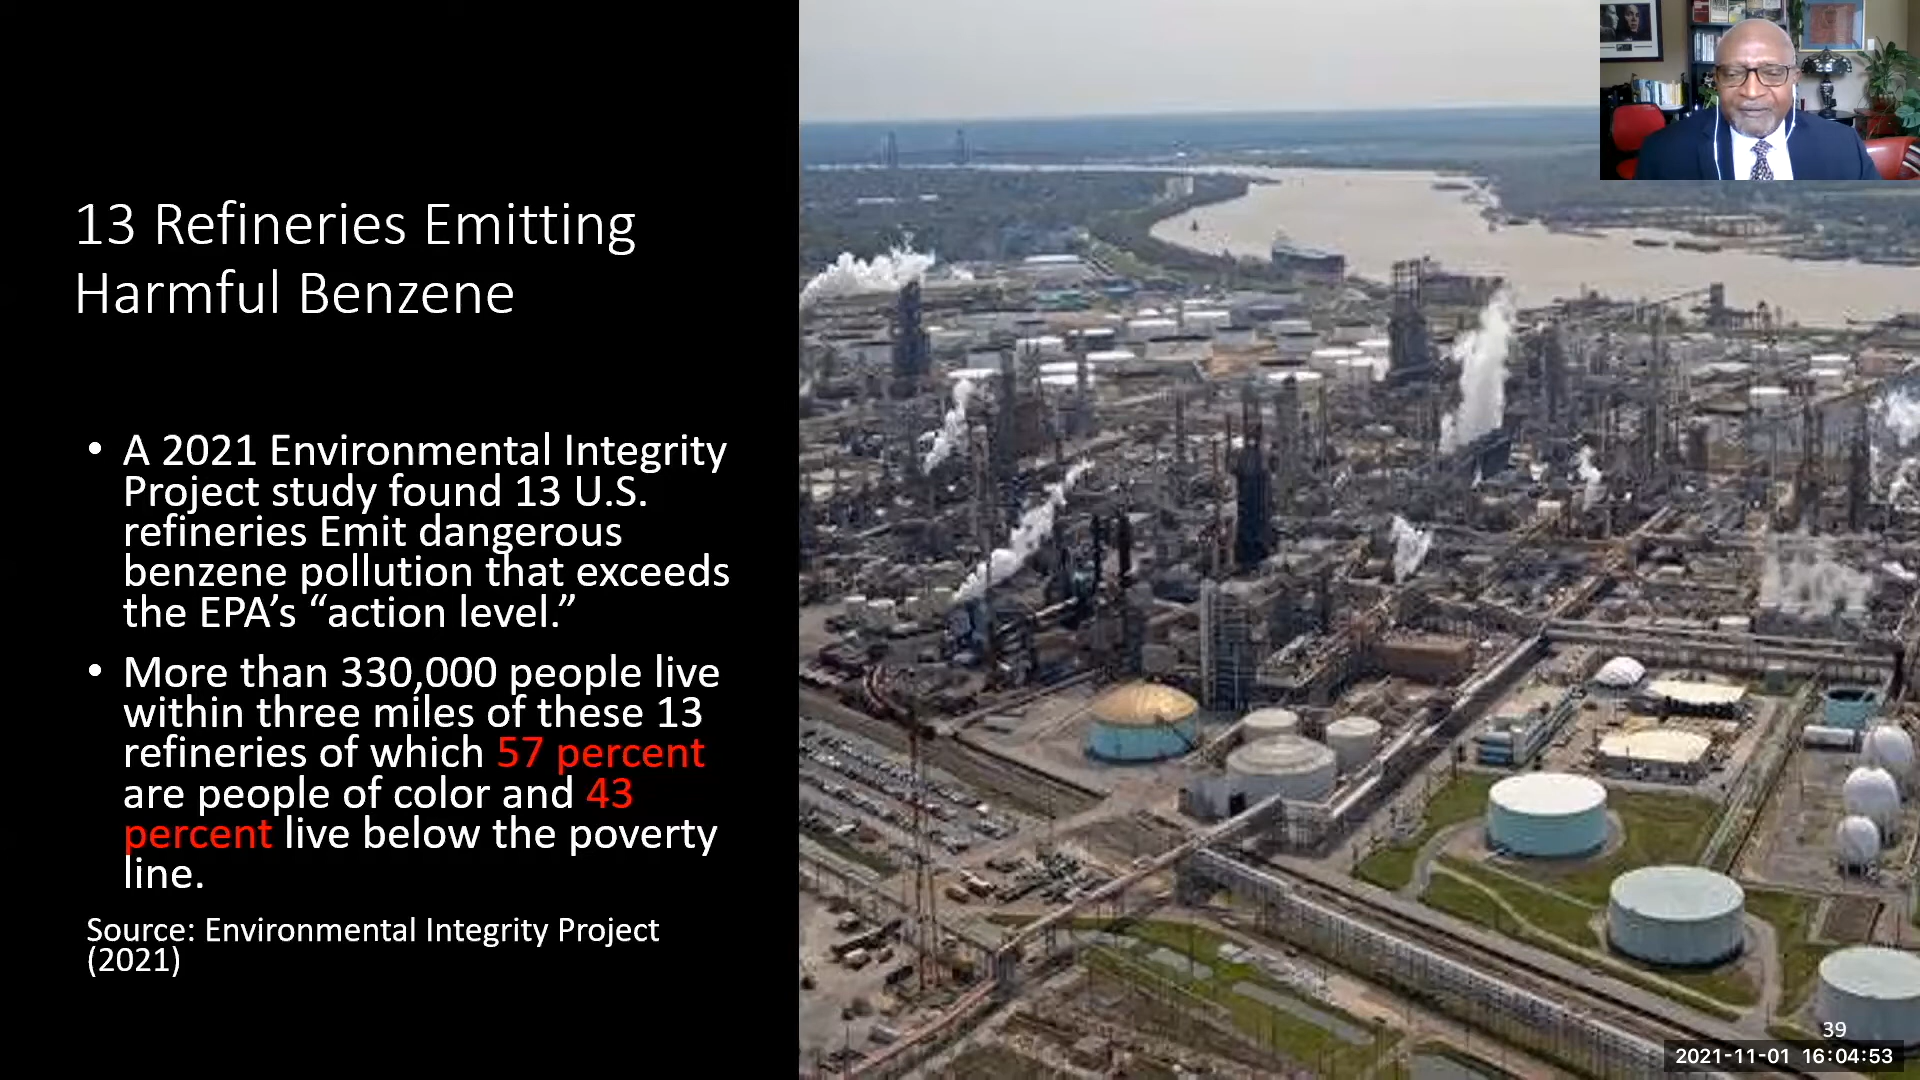 13 Refineries Emitting
Harmful Benzene
• A 2021 Environmental Integrity
Project study found 13 U.S.
refineries Emit dangerous
benzene pollution that exceeds
the EPA’s “action level.”
• More than 330,000 people live
within three miles of these 13
refineries of which 57 percent
are people of color and 43
percent live below the poverty
line.
Source: Environmental Integrity Project
(2021)
39
2021-11-01 16:04:53